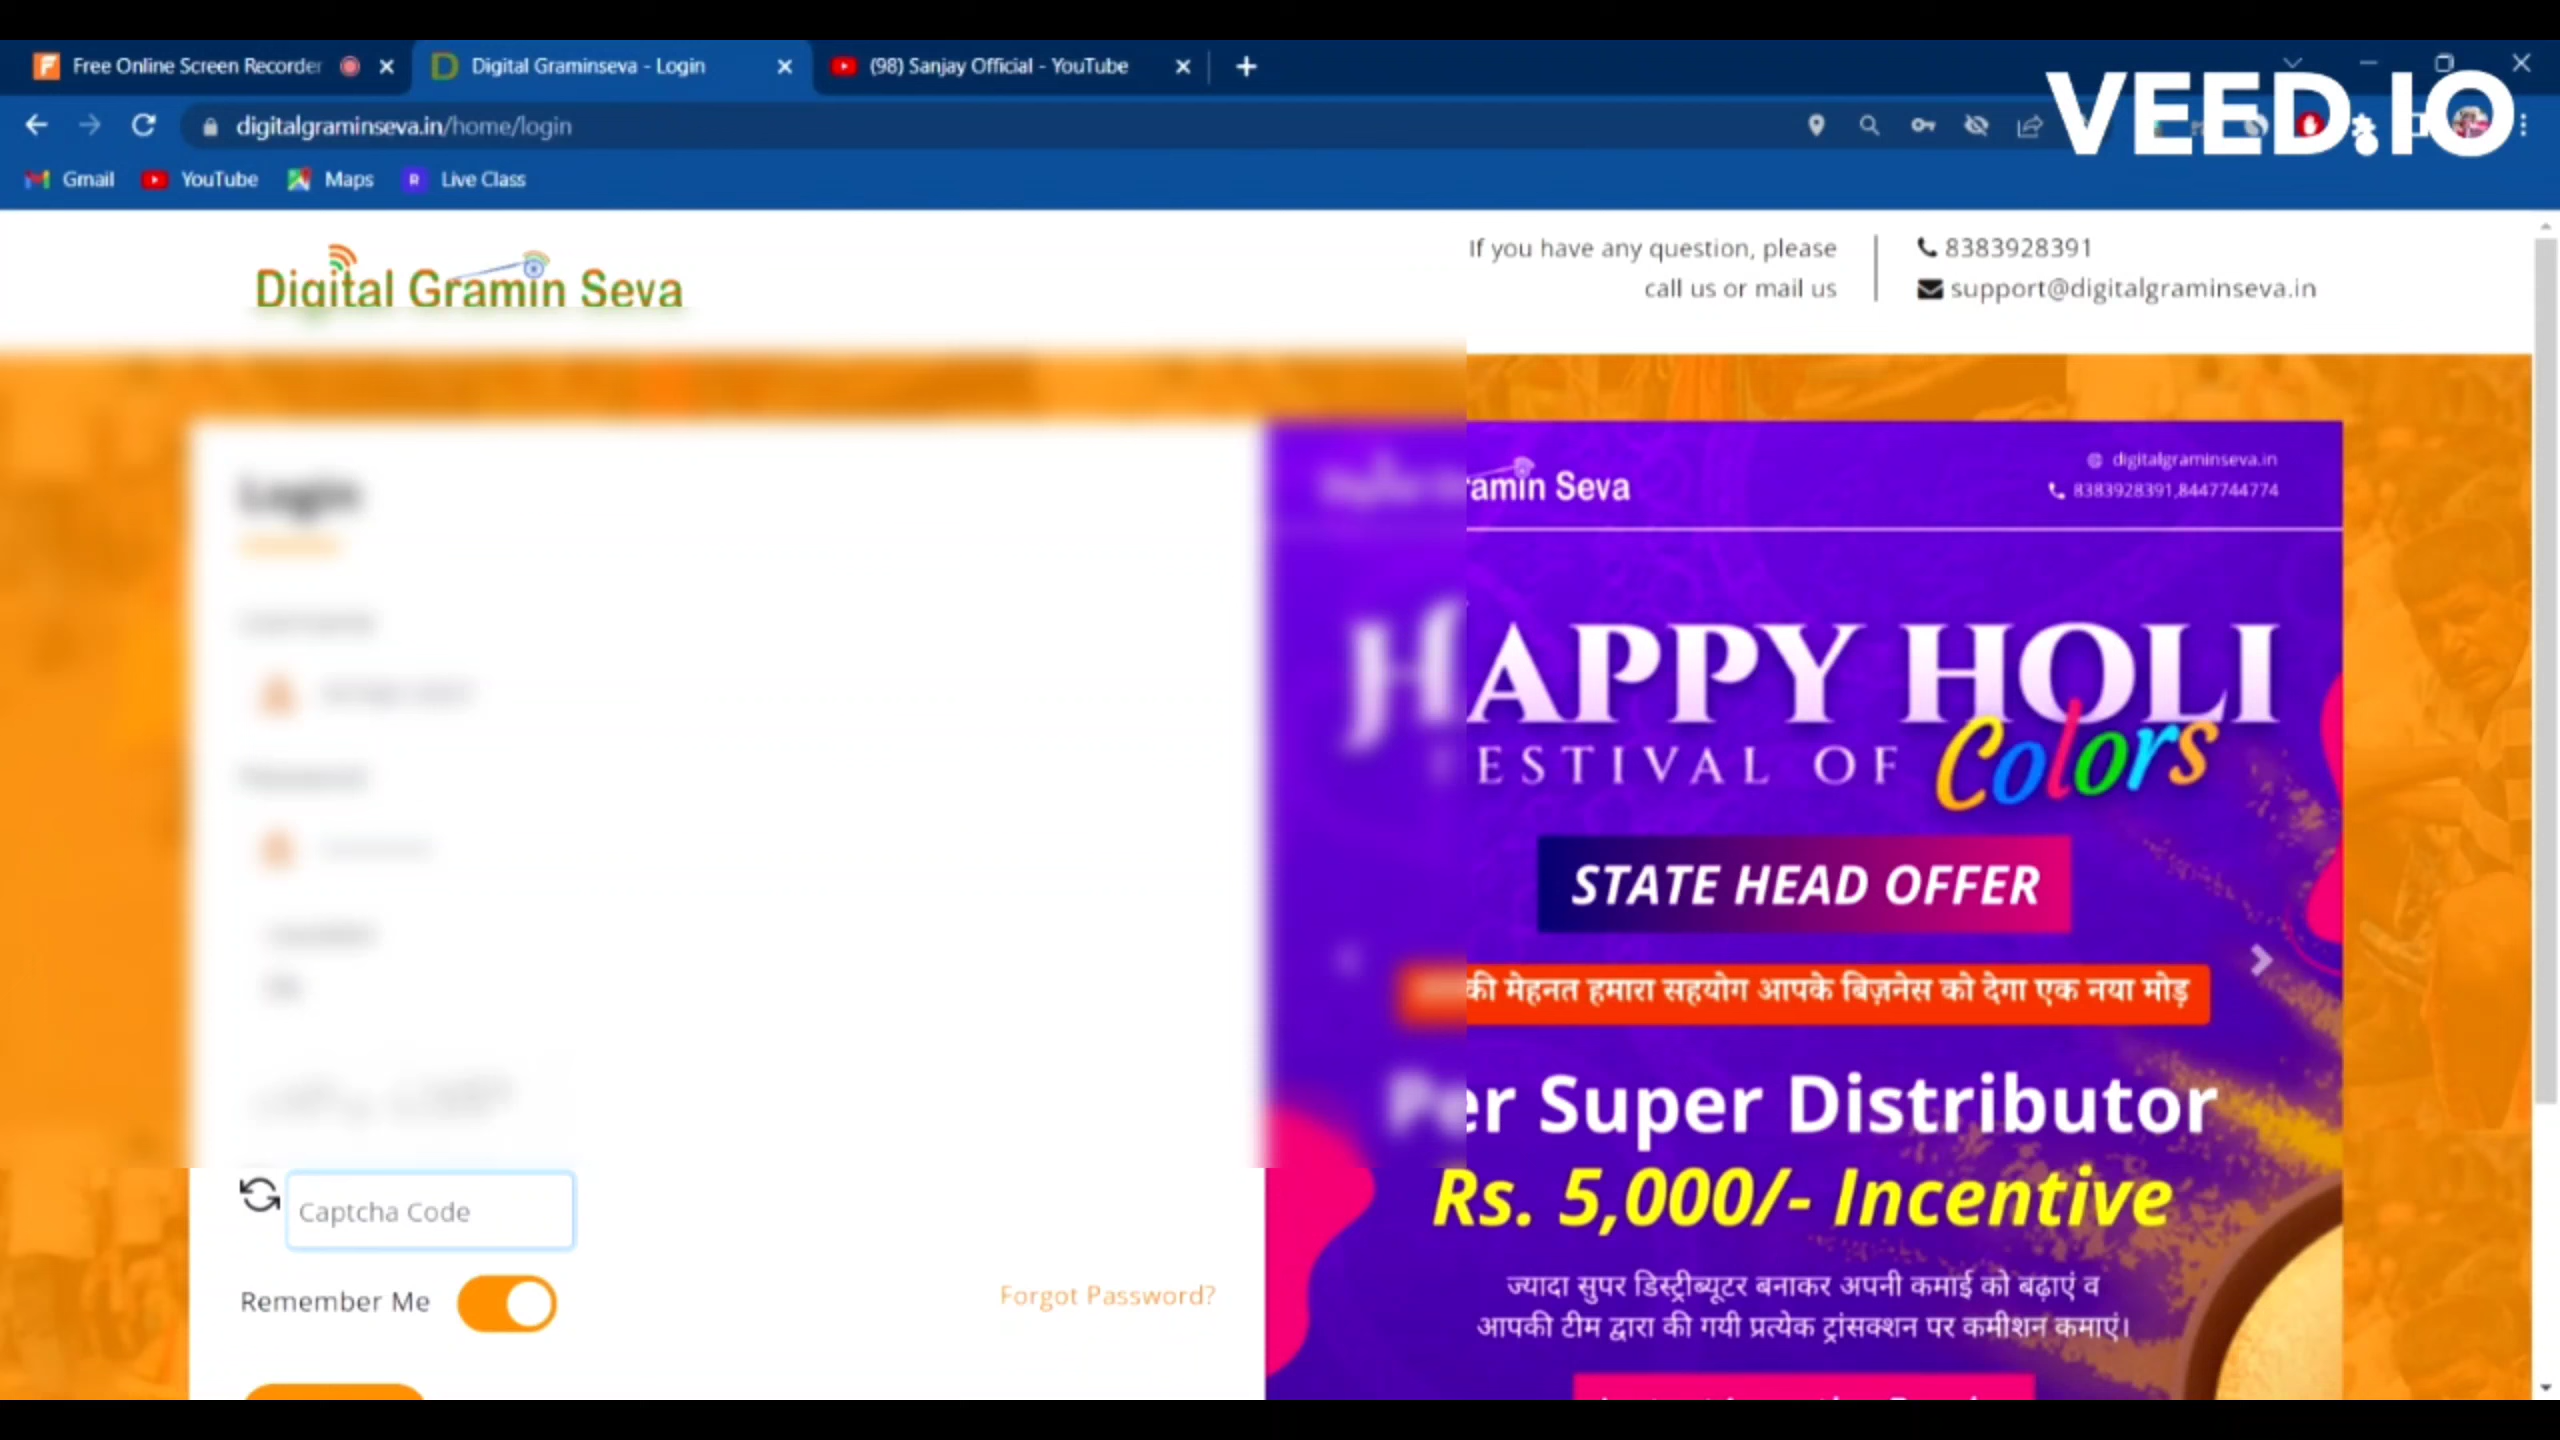 Free Online Screen Recorder
Digital Graminseva - Login
(98) Sanjay Official - YouTube
VEED.IO
digitalgraminseva.in/home/login
Gmail
YouTube
Maps
Live Class
Digital Gramin Seva
If you have any question, please
call us or mail us
8383928391
support@digitalgraminseva.in
Login
amin Seva
digitalgraminseva.in
8383928391,8447744774
HAPPY HOLI
ESTIVAL OF Colors
STATE HEAD OFFER
की मेहनत हमारा सहयोग आपके बिज़नेस को देगा एक नया मोड़
Per Super Distributor
Rs. 5,000/- Incentive
ज्यादा सुपर डिस्ट्रीब्यूटर बनाकर अपनी कमाई को बढ़ाएं व
आपकी टीम द्वारा की गयी प्रत्येक ट्रांसक्शन पर कमीशन कमाएं।
Captcha Code
Remember Me
Forgot Password?